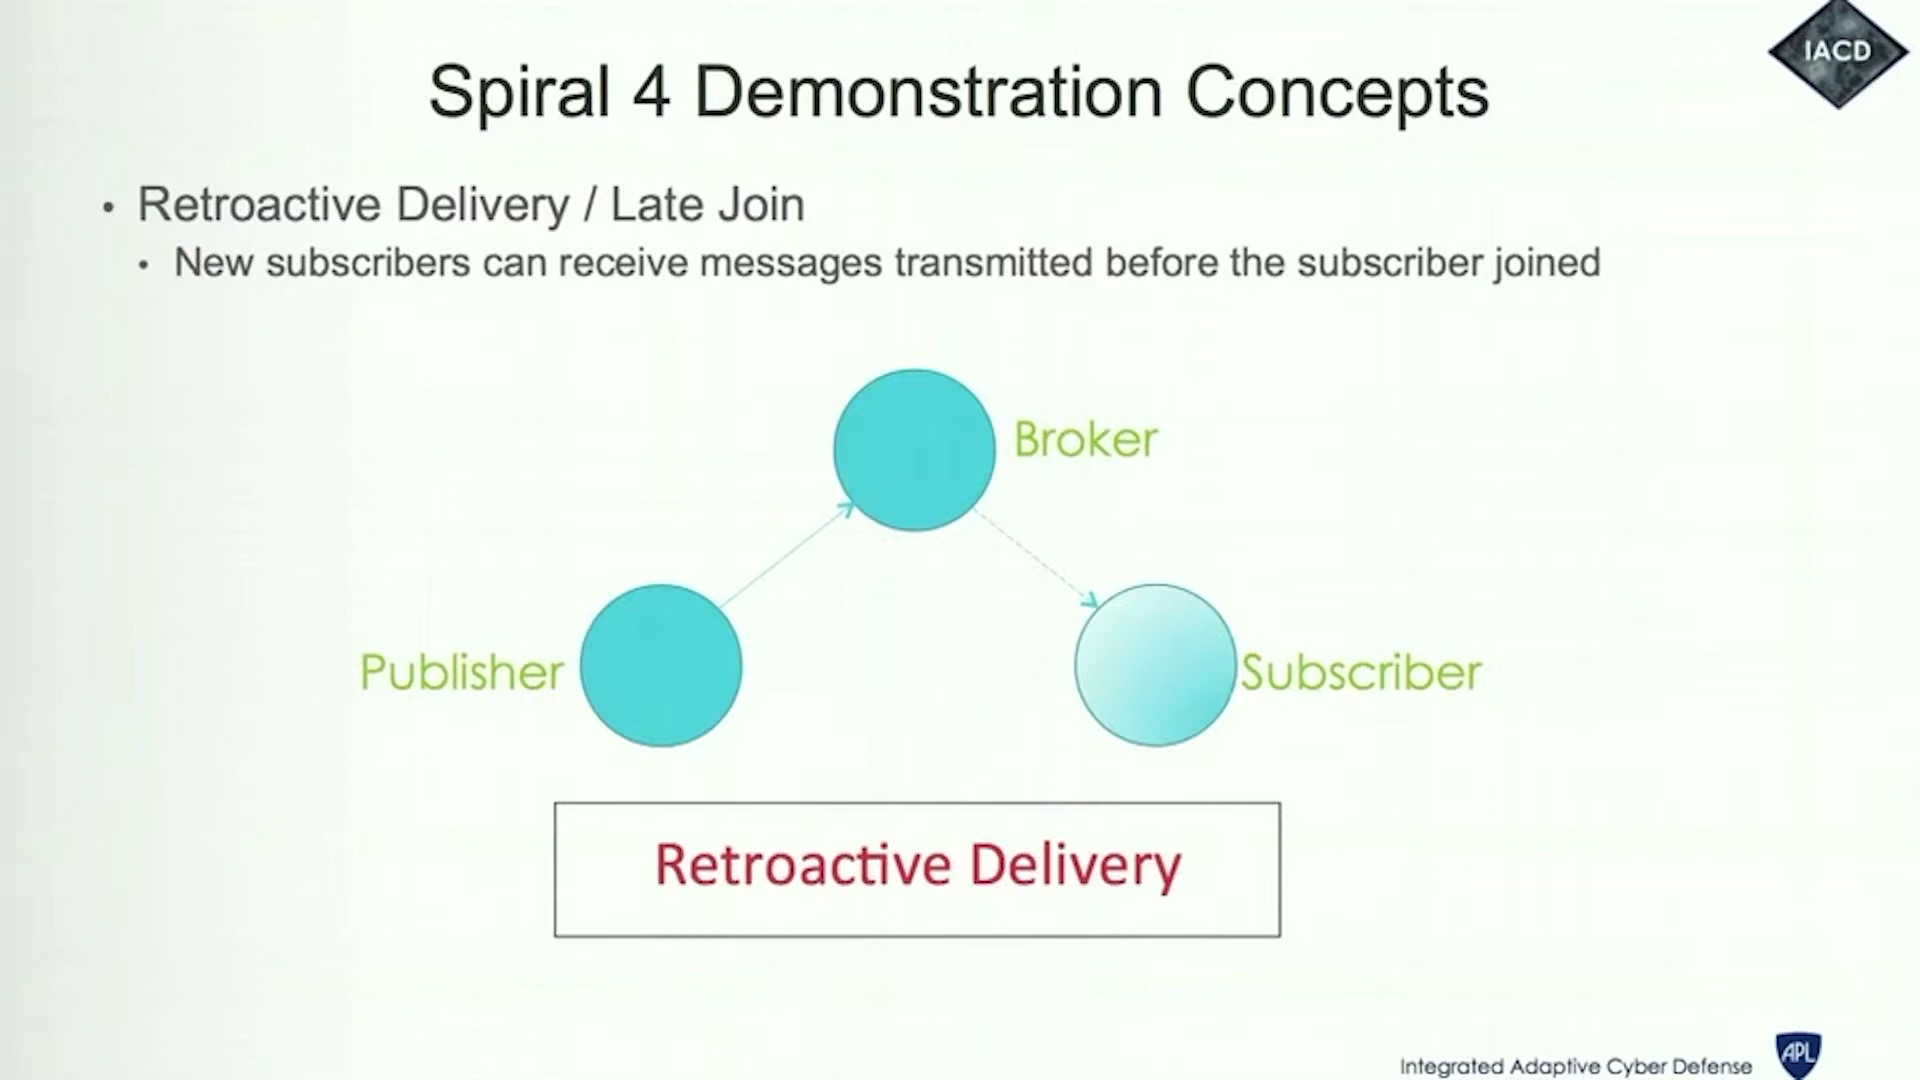 IACD
Spiral 4 Demonstration Concepts
• Retroactive Delivery / Late Join
• New subscribers can receive messages transmitted before the subscriber joined
Broker
Publisher
Subscriber
Retroactive Delivery
Integrated Adaptive Cyber Defense
APL